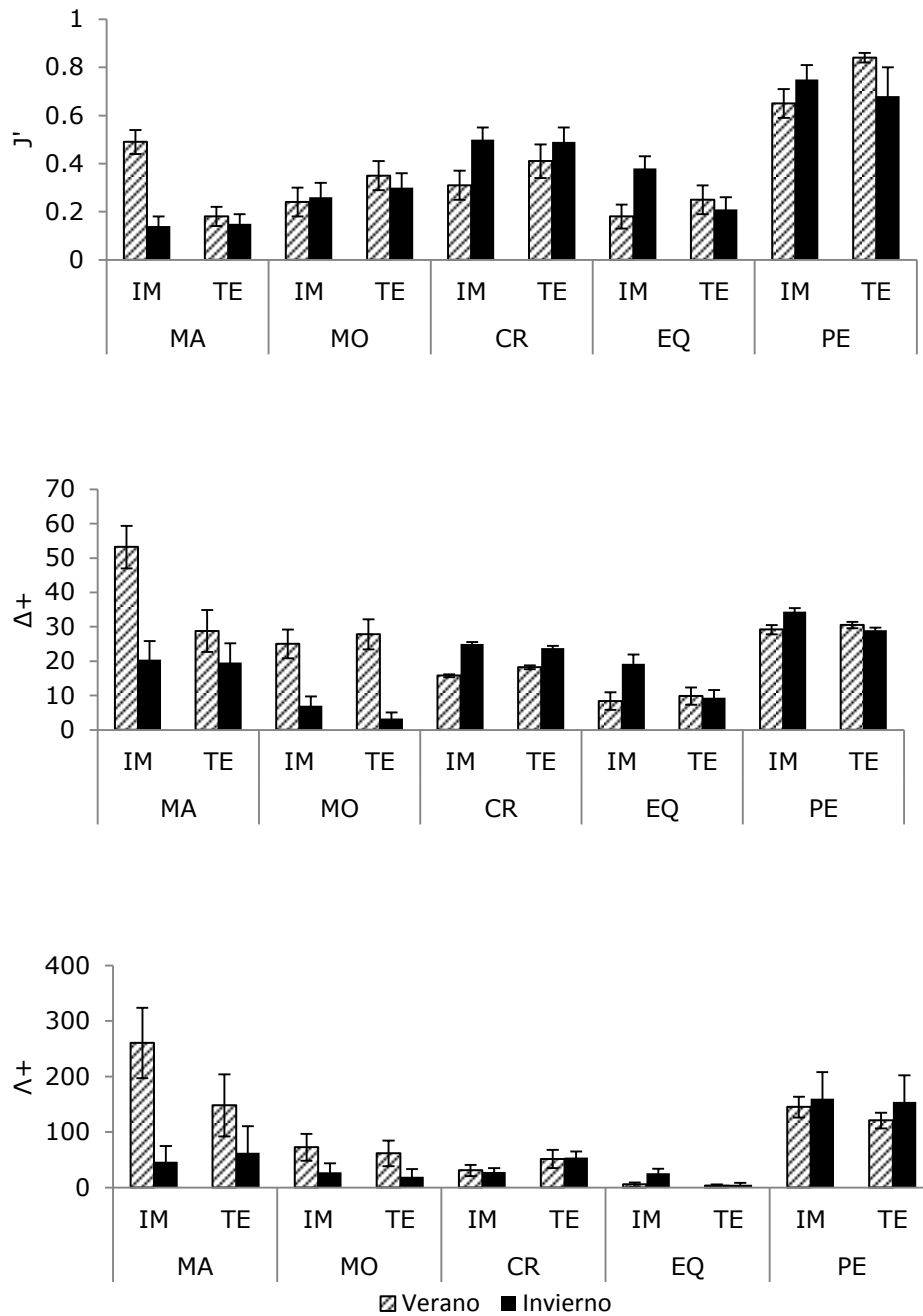 1
0.8
0.6
0.4
0.2
0
J'
IM TE IM TE IM TE IM TE IM TE
MA MO CR EQ PE
70
60
50
40
30
20
10
0
Δ+
IM TE IM TE IM TE IM TE IM TE
MA MO CR EQ PE
400
300
200
100
0
Λ+
IM TE IM TE IM TE IM TE IM TE
MA MO CR EQ PE
Verano Invierno